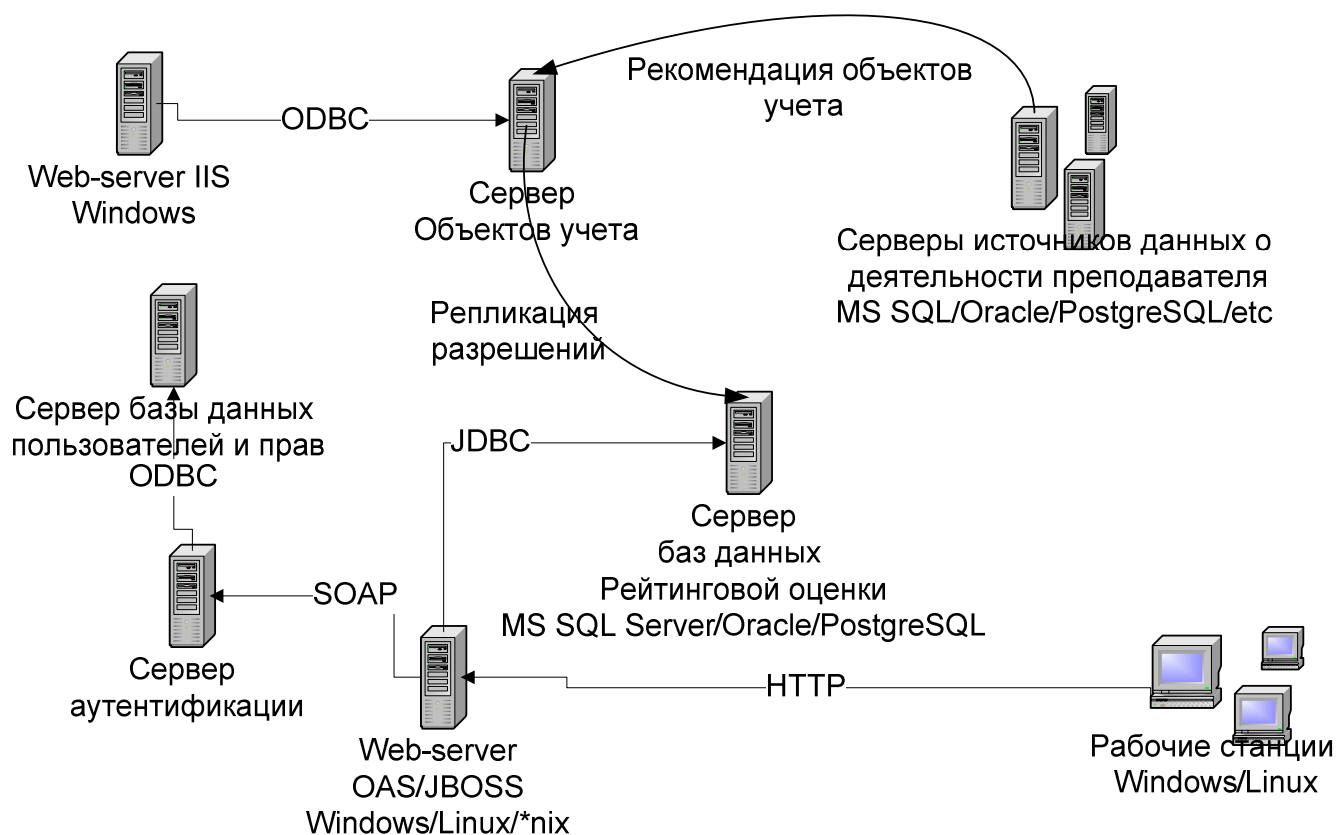 Рекомендация объектов
учета
ODBC
Web-server IIS
Windows
Сервер
Объектов учета
Серверы источников данных о
деятельности преподавателя
MS SQL/Oracle/PostgreSQL/etc
Репликация
разрешений
Сервер базы данных
пользователей и прав
ODBC
JDBC
Сервер
баз данных
Рейтинговой оценки
MS SQL Server/Oracle/PostgreSQL
SOAP
Сервер
аутентификации
HTTP
Web-server
OAS/JBOSS
Windows/Linux/*nix
Рабочие станции
Windows/Linux